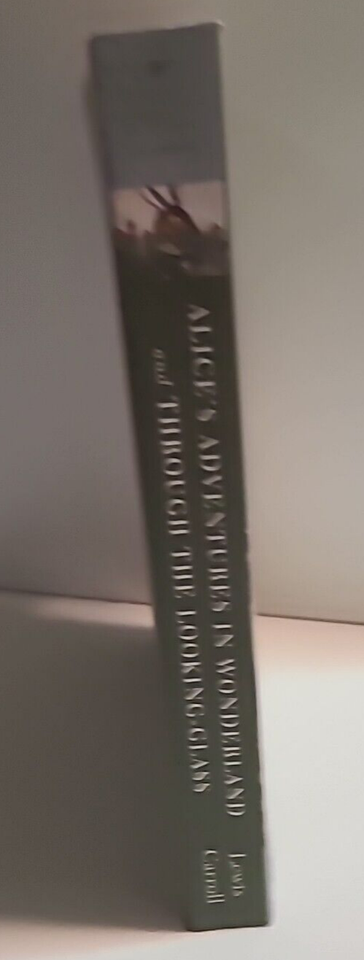 ALICE'S ADVENTURES IN WONDERLAND
and THROUGH THE LOOKING-GLASS
Lewis
Carroll